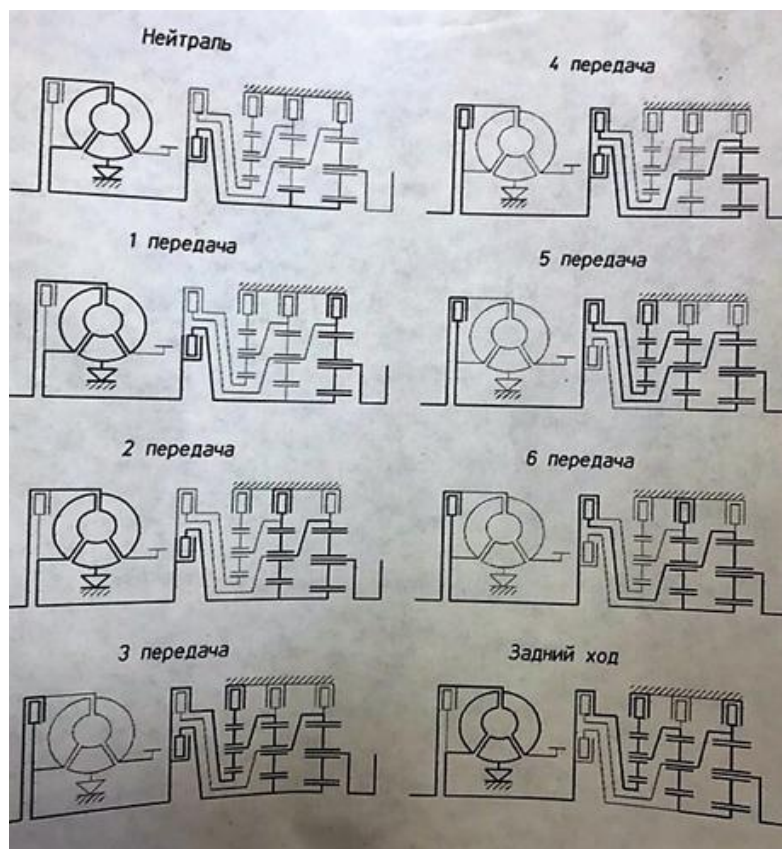 Нейтраль
1 передача
2 передача
3 передача
4 передача
5 передача
6 передача
Задний ход